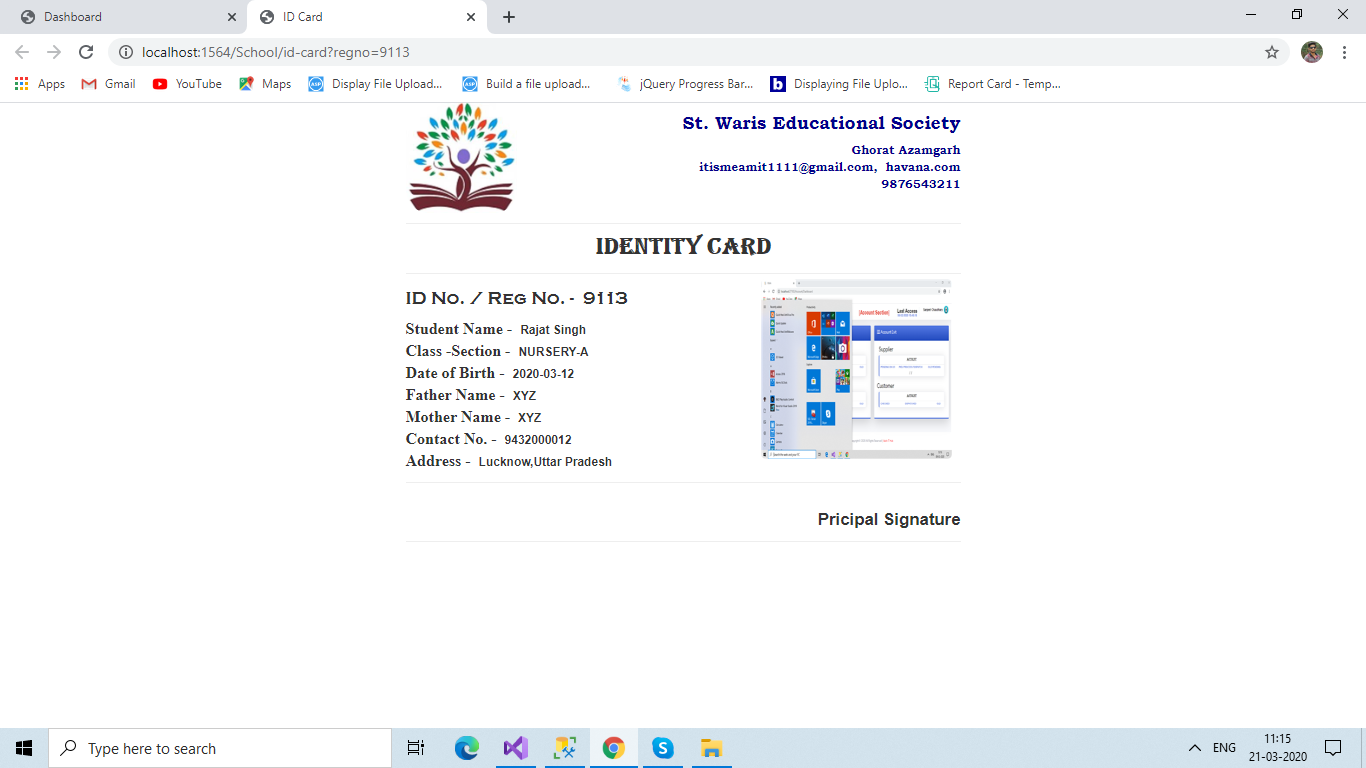 Dashboard
ID Card
localhost:1564/School/id-card?regno=9113
Apps
Gmail
YouTube
Maps
Display File Upload...
Build a file upload...
jQuery Progress Bar...
Displaying File Uplo...
Report Card - Temp...
St. Waris Educational Society
Ghorat Azamgarh
itismeamit1111@gmail.com, havana.com
9876543211
IDENTITY CARD
ID No. / Reg No. - 9113
Student Name - Rajat Singh
Class -Section - NURSERY-A
Date of Birth - 2020-03-12
Father Name - XYZ
Mother Name - XYZ
Contact No. - 9432000012
Address - Lucknow,Uttar Pradesh
[Account Section]
Last Access
Account List
Supplier
Customer
Pricipal Signature
Type here to search
ENG
11:15
21-03-2020